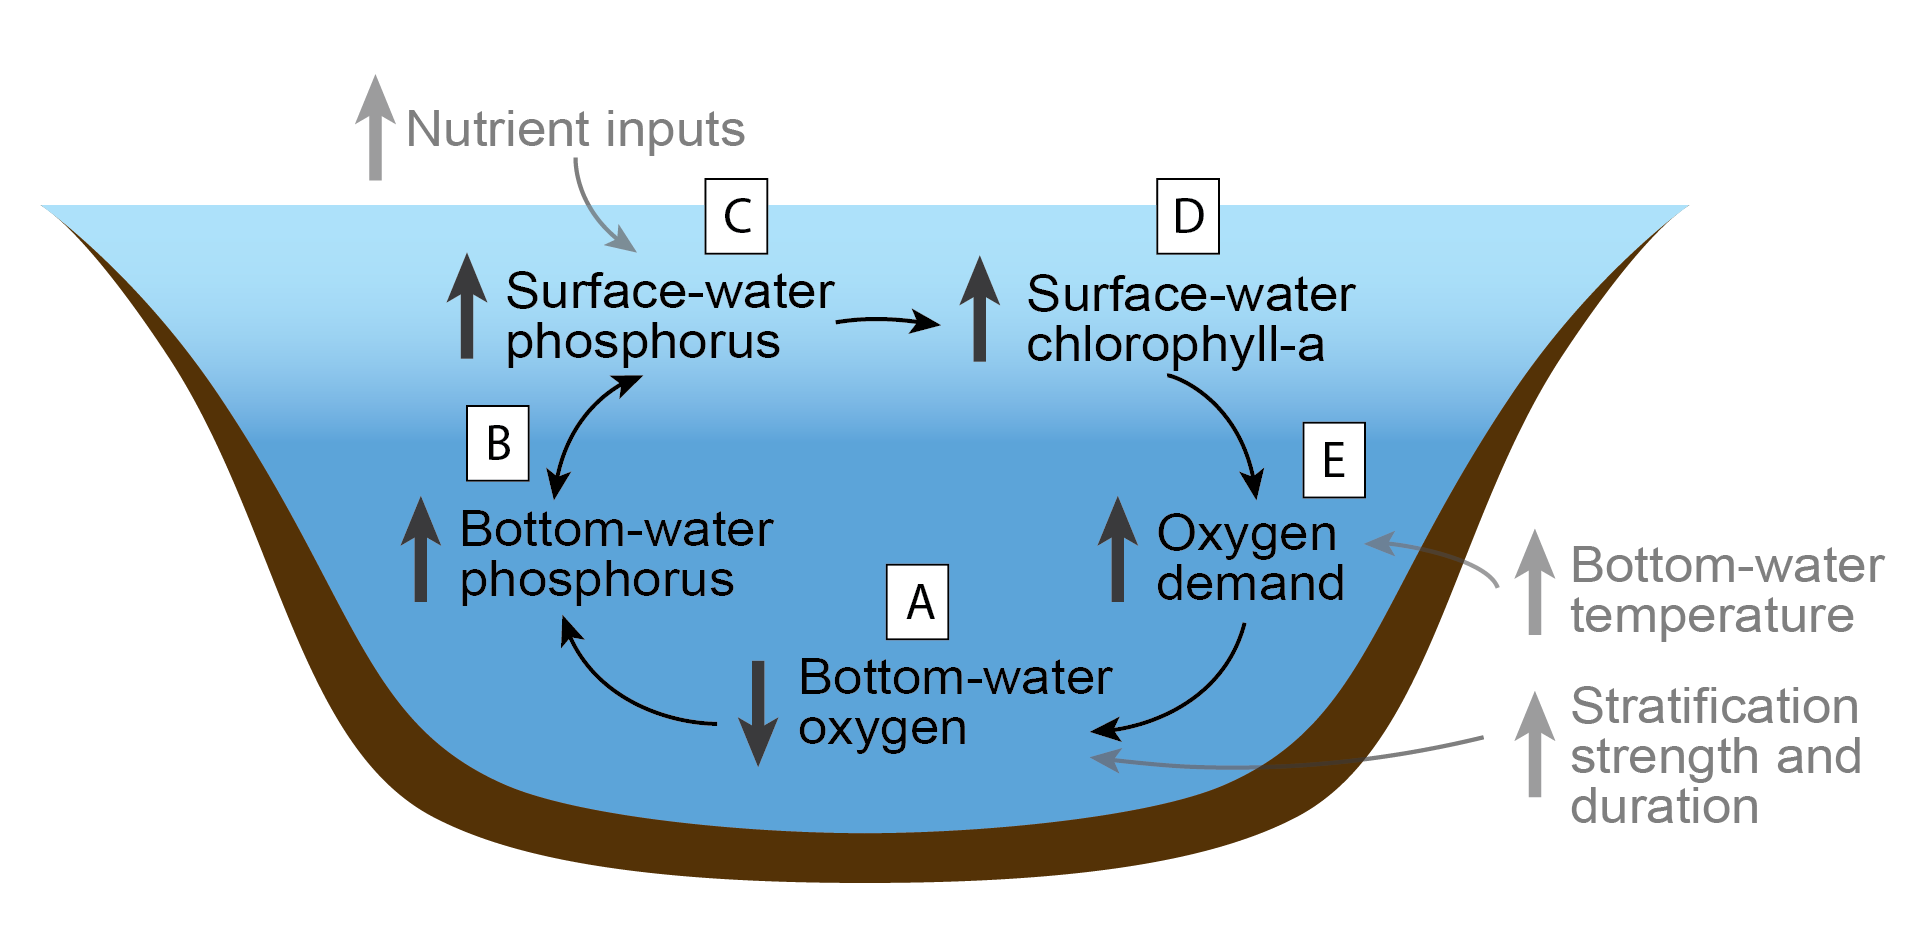 Nutrient inputs
C
D
Surface-water
phosphorus
Surface-water
chlorophyll-a
B
E
Bottom-water
phosphorus
Oxygen
demand
A
Bottom-water
oxygen
Bottom-water
temperature
Stratification
strength and
duration